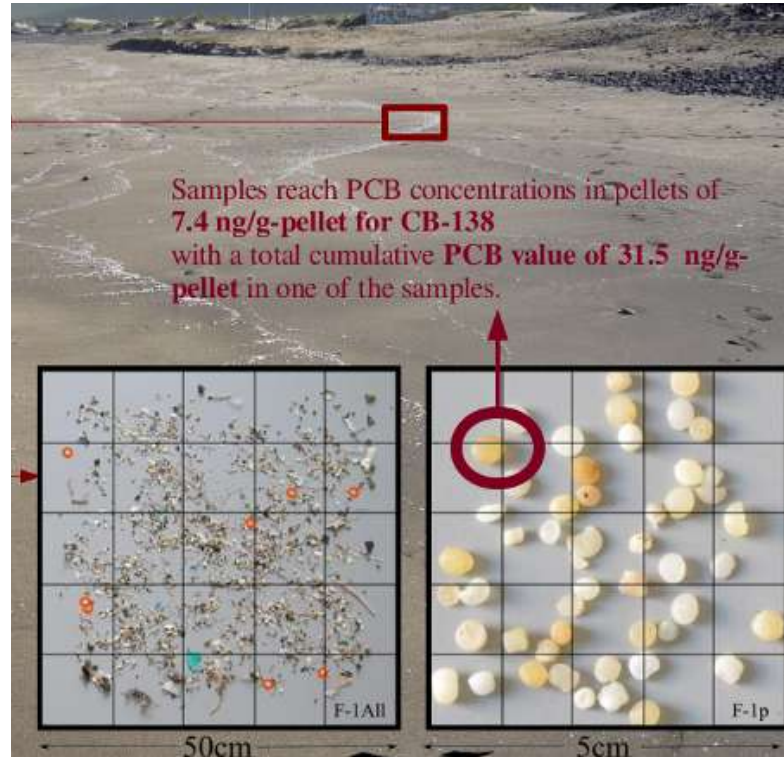 Samples reach PCB concentrations in pellets of
7.4 ng/g-pellet for CB-138
with a total cumulative PCB value of 31.5 ng/g-
pellet in one of the samples.
F-1All
F-1p
50cm
5cm